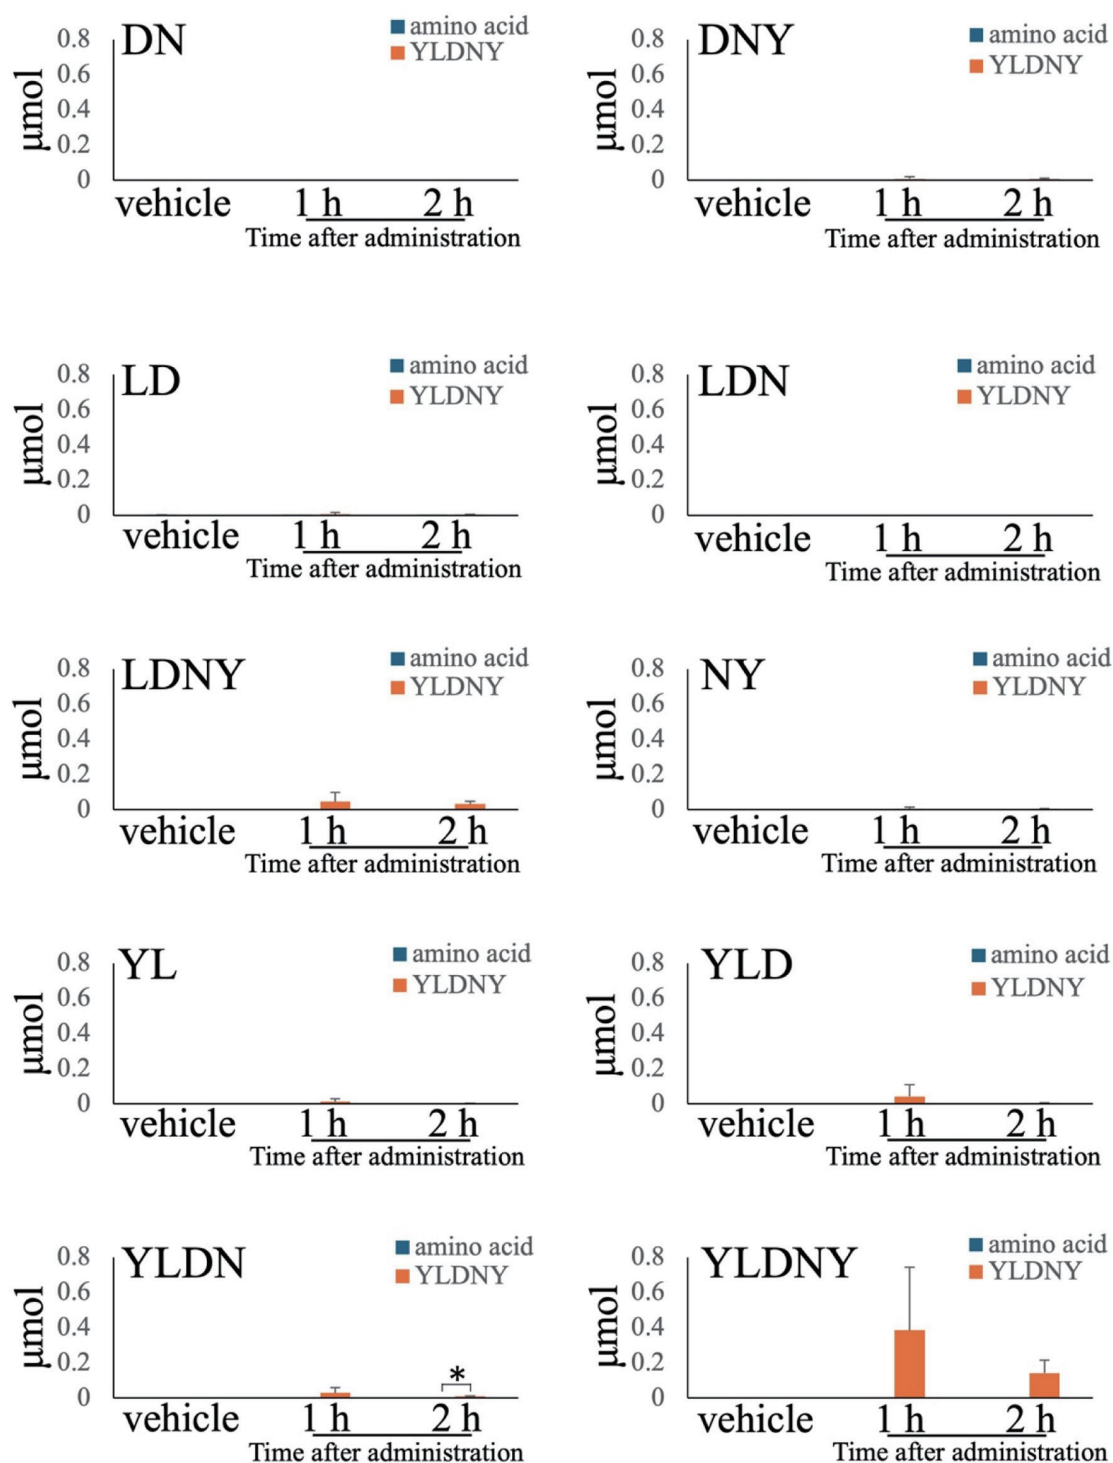 DN
amino acid
YLDNY
0.8
0.6
0.4
0.2
0
µmol
vehicle 1 h 2 h
Time after administration
DNY
amino acid
YLDNY
0.8
0.6
0.4
0.2
0
µmol
vehicle 1 h 2 h
Time after administration
LD
amino acid
YLDNY
0.8
0.6
0.4
0.2
0
µmol
vehicle 1 h 2 h
Time after administration
LDN
amino acid
YLDNY
0.8
0.6
0.4
0.2
0
µmol
vehicle 1 h 2 h
Time after administration
LDNY
amino acid
YLDNY
0.8
0.6
0.4
0.2
0
µmol
vehicle 1 h 2 h
Time after administration
NY
amino acid
YLDNY
0.8
0.6
0.4
0.2
0
µmol
vehicle 1 h 2 h
Time after administration
YL
amino acid
YLDNY
0.8
0.6
0.4
0.2
0
µmol
vehicle 1 h 2 h
Time after administration
YLD
amino acid
YLDNY
0.8
0.6
0.4
0.2
0
µmol
vehicle 1 h 2 h
Time after administration
YLDN
amino acid
YLDNY
0.8
0.6
0.4
0.2
0
µmol
*
vehicle 1 h 2 h
Time after administration
YLDNY
amino acid
YLDNY
0.8
0.6
0.4
0.2
0
µmol
vehicle 1 h 2 h
Time after administration